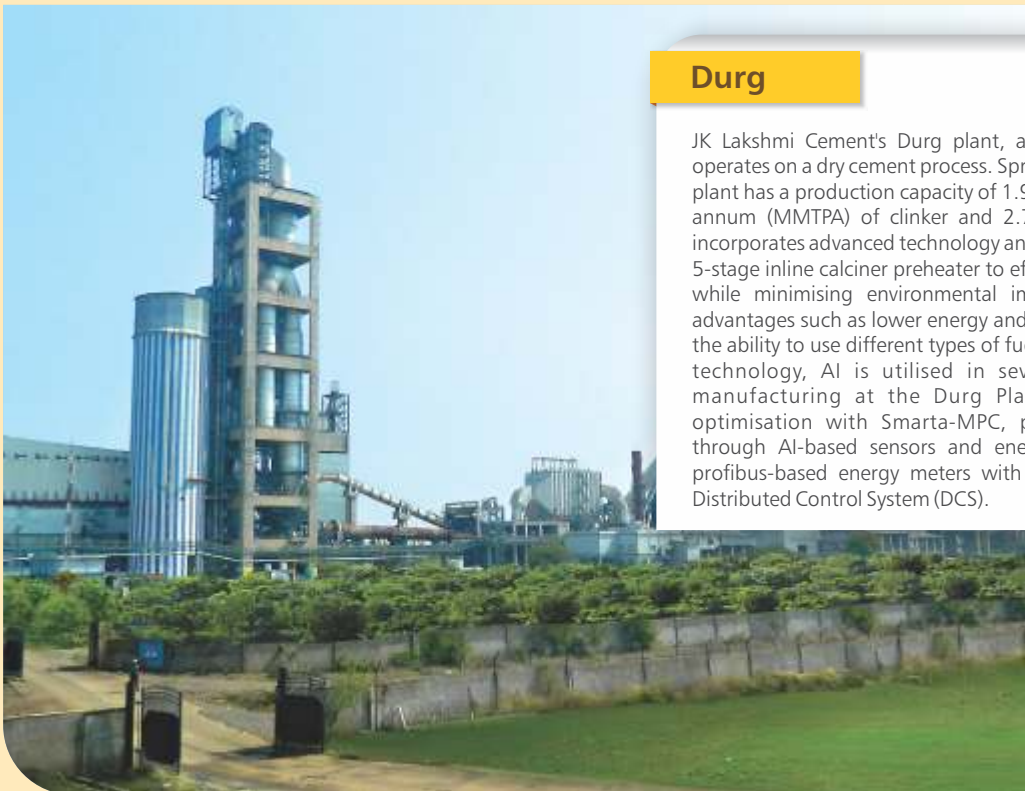 Durg
JK Lakshmi Cement's Durg plant, a
operates on a dry cement process. Spr
plant has a production capacity of 1.9
annum (MMTPA) of clinker and 2.7
incorporates advanced technology an
5-stage inline calciner preheater to ef
while minimising environmental im
advantages such as lower energy and
the ability to use different types of fu
technology, AI is utilised in sev
manufacturing at the Durg Pla
optimisation with Smarta-MPC, p
through AI-based sensors and ene
profibus-based energy meters with
Distributed Control System (DCS).